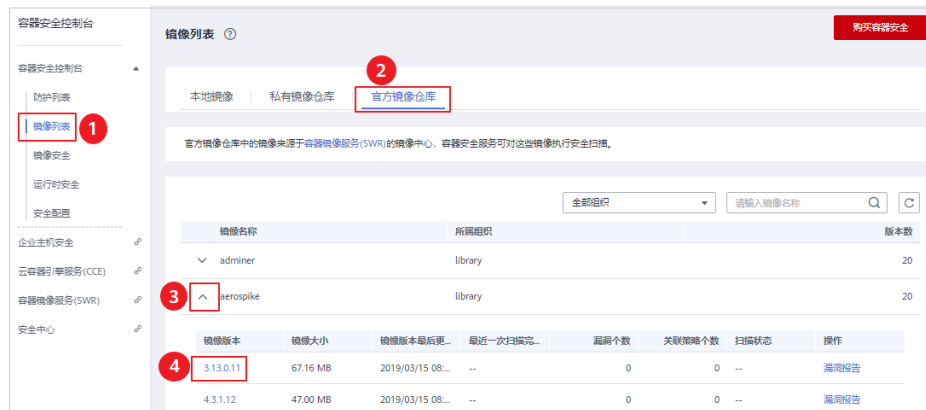 容器安全控制台
镜像列表 ?
购买容器安全
容器安全控制台
防护列表
镜像列表
1
镜像安全
运行时安全
安全配置
企业主机安全
云容器引擎服务(CCE)
容器镜像服务(SWR)
安全中心
2
本地镜像 私有镜像仓库 官方镜像仓库
官方镜像仓库中的镜像来源于容器镜像服务(SWR)的镜像中心，容器安全服务可对这些镜像执行安全扫描。
全部组织 请输入镜像名称
镜像名称 所属组织 版本数
adminer library 20
3 aerospike library 20
镜像版本 镜像大小 镜像版本最后更... 最近一次扫描完... 漏洞个数 关联策略个数 扫描状态 操作
4 3.13.0.11 67.16 MB 2019/03/15 08:... -- 0 0 -- 漏洞报告
4.3.1.12 47.00 MB 2019/03/15 08:... -- 0 0 -- 漏洞报告